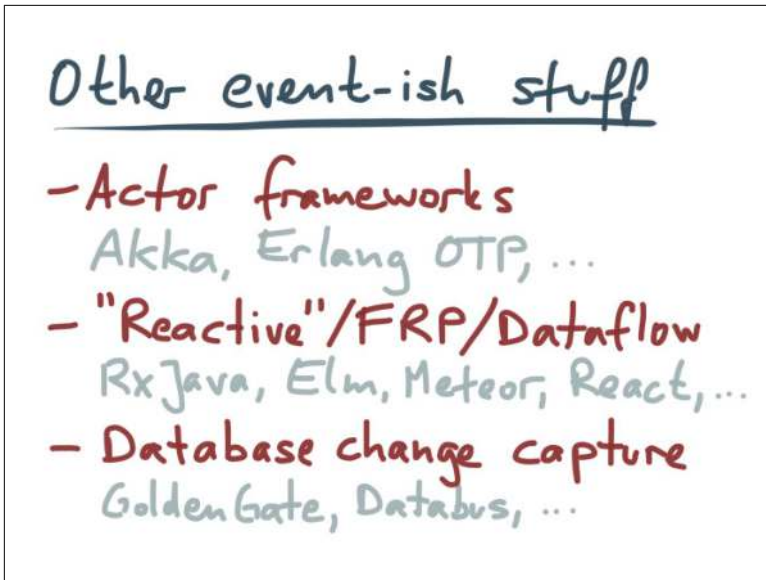 Other event-ish stuff
- Actor frameworks
Akka, Erlang OTP, ...
- "Reactive"/FRP/Dataflow
RxJava, Elm, Meteor, React, ...
- Database change capture
GoldenGate, Databus, ...